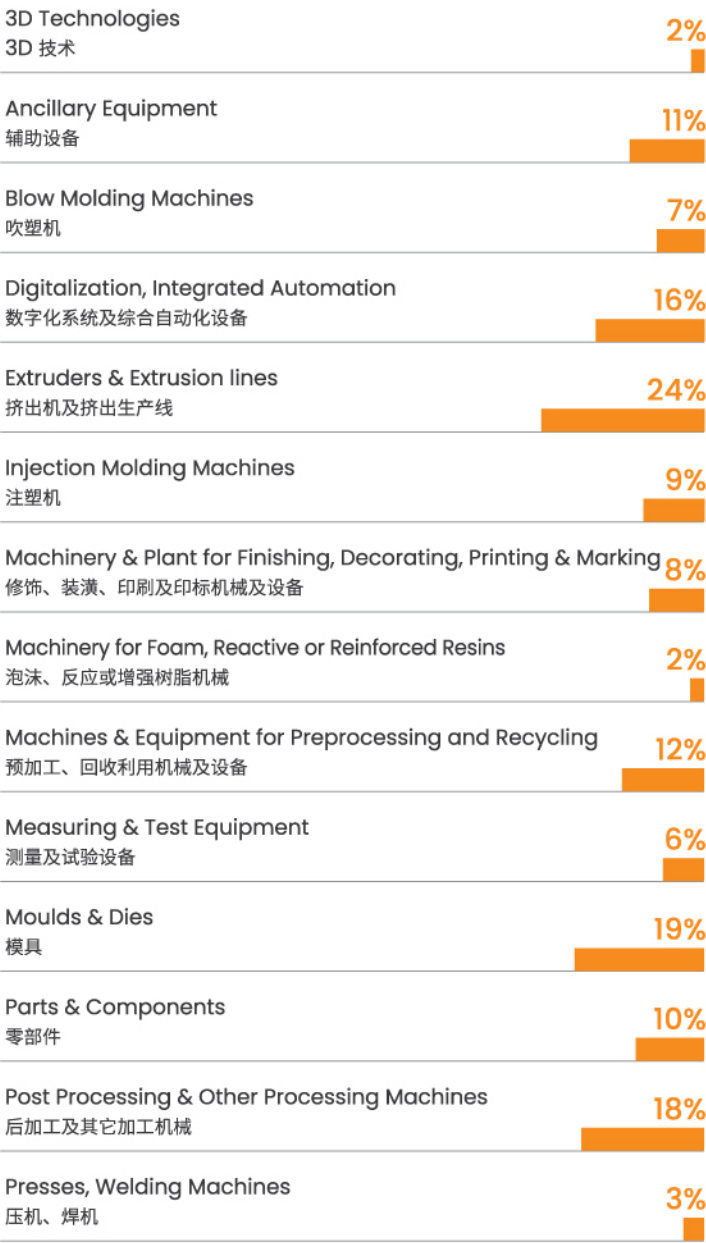 3D Technologies
2%
3D 技术
Ancillary Equipment
11%
辅助设备
Blow Molding Machines
7%
吹塑机
Digitalization, Integrated Automation
16%
数字化系统及综合自动化设备
Extruders & Extrusion lines
24%
挤出机及挤出生产线
Injection Molding Machines
9%
注塑机
Machinery & Plant for Finishing, Decorating, Printing & Marking
8%
修饰、装潢、印刷及印标机械及设备
Machinery for Foam, Reactive or Reinforced Resins
2%
泡沫、反应或增强树脂机械
Machines & Equipment for Preprocessing and Recycling
12%
预加工、回收利用机械及设备
Measuring & Test Equipment
6%
测量及试验设备
Moulds & Dies
19%
模具
Parts & Components
10%
零部件
Post Processing & Other Processing Machines
18%
后加工及其它加工机械
Presses, Welding Machines
3%
压机、焊机